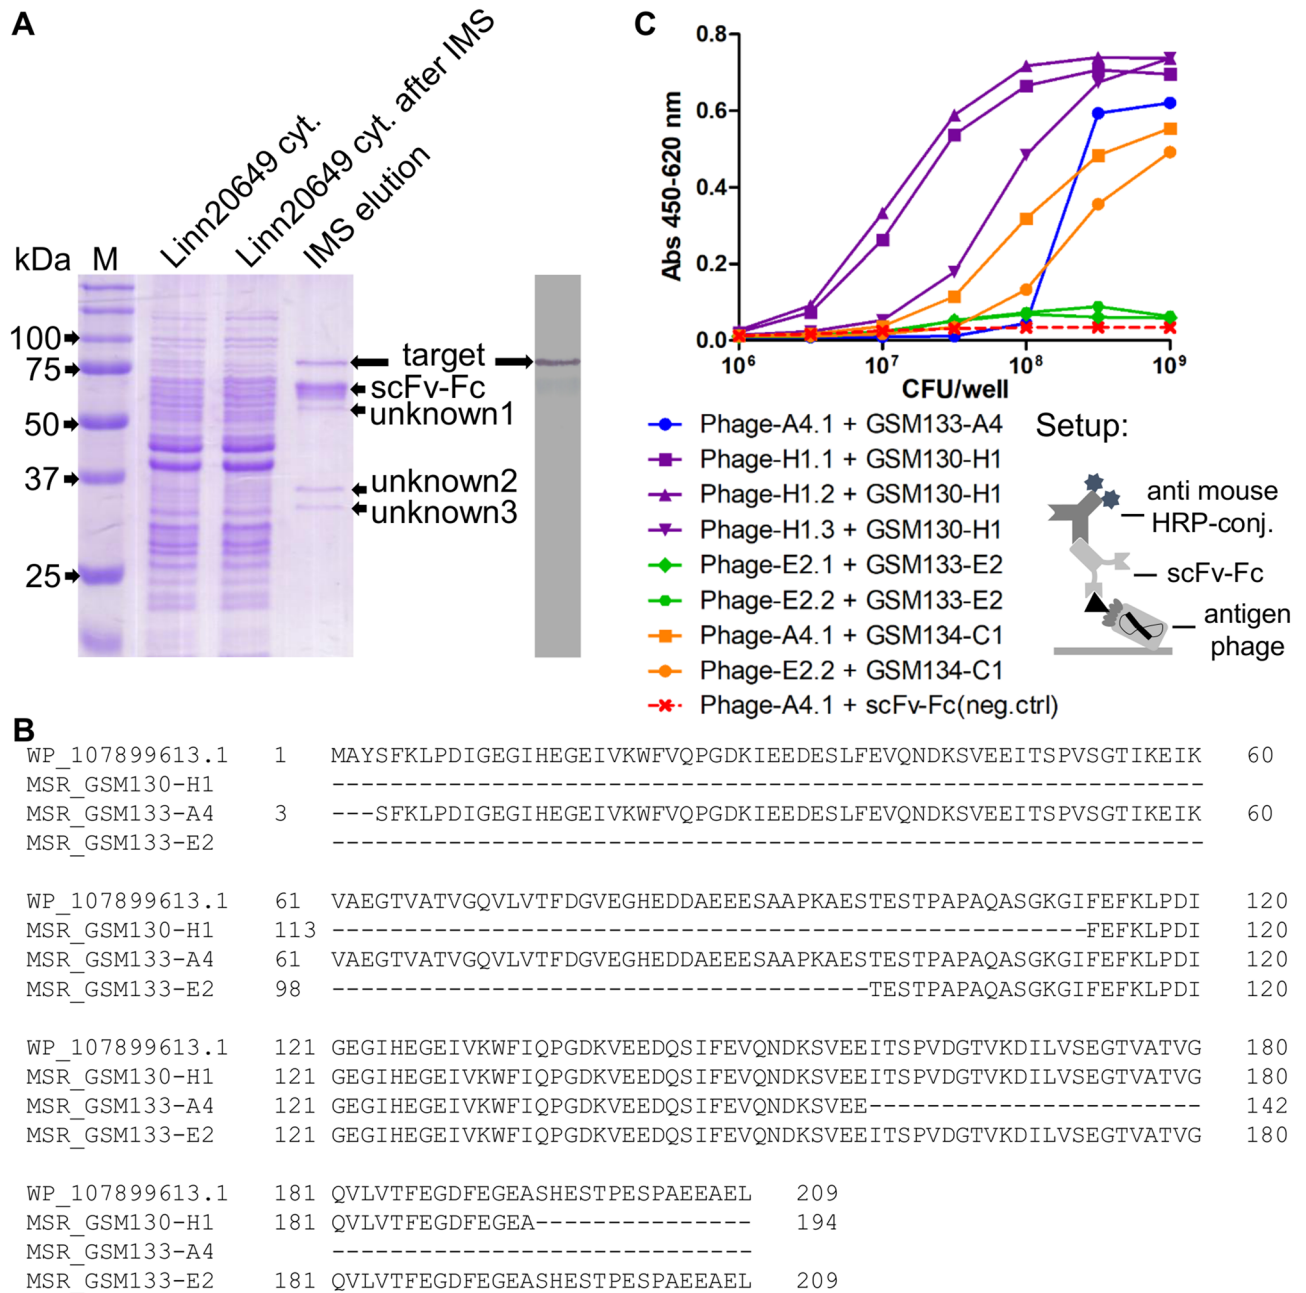 A
Linn20649 cyt.
Linn20649 cyt. after IMS
IMS elution
kDa M
100
75
50
37
25
target
scFv-Fc
unknown1
unknown2
unknown3
C
Abs 450-620 nm
0.8
0.6
0.4
0.2
0.0
10^6 10^7 10^8 10^9
CFU/well
Phage-A4.1 + GSM133-A4
Phage-H1.1 + GSM130-H1
Phage-H1.2 + GSM130-H1
Phage-H1.3 + GSM130-H1
Phage-E2.1 + GSM133-E2
Phage-E2.2 + GSM133-E2
Phage-A4.1 + GSM134-C1
Phage-E2.2 + GSM134-C1
Phage-A4.1 + scFv-Fc(neg.ctrl)
Setup:
anti mouse
HRP-conj.
scFv-Fc
antigen
phage
B
WP_107899613.1 1 MAYSFKLPDIGEGIHEGEIVKWFVQPGDKIEEDESLFEVQNDKSVEEITSPVSGTIKEIK 60
MSR_GSM130-H1 ------------------------------------------------------------
MSR_GSM133-A4 3 ---SFKLPDIGEGIHEGEIVKWFVQPGDKIEEDESLFEVQNDKSVEEITSPVSGTIKEIK 60
MSR_GSM133-E2 ------------------------------------------------------------
WP_107899613.1 61 VAEGTVATVGQVLVTFDGVEGHEDDAEEESAAPKAESTESTPAPAQASGKGIFEFKLPDI 120
MSR_GSM130-H1 113 ----------------------------------------------------FEFKLPDI 120
MSR_GSM133-A4 61 VAEGTVATVGQVLVTFDGVEGHEDDAEEESAAPKAESTESTPAPAQASGKGIFEFKLPDI 120
MSR_GSM133-E2 98 -------------------------------------TESTPAPAQASGKGIFEFKLPDI 120
WP_107899613.1 121 GEGIHEGEIVKWFIQPGDKVEEDQSIFEVQNDKSVEEITSPVDGTVKDILVSEGTVATVG 180
MSR_GSM130-H1 121 GEGIHEGEIVKWFIQPGDKVEEDQSIFEVQNDKSVEEITSPVDGTVKDILVSEGTVATVG 180
MSR_GSM133-A4 121 GEGIHEGEIVKWFIQPGDKVEEDQSIFEVQNDKSVEE----------------------- 142
MSR_GSM133-E2 121 GEGIHEGEIVKWFIQPGDKVEEDQSIFEVQNDKSVEEITSPVDGTVKDILVSEGTVATVG 180
WP_107899613.1 181 QVLVTFEGDFEGEASHESTPESPAEEAEL 209
MSR_GSM130-H1 181 QVLVTFEGDFEGEA--------------- 194
MSR_GSM133-A4 -----------------------------
MSR_GSM133-E2 181 QVLVTFEGDFEGEASHESTPESPAEEAEL 209